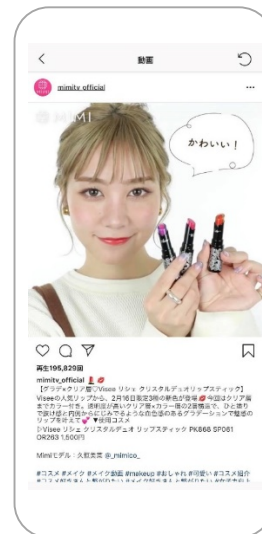 動画
mimitv_official
MIMI
かわいい！
再生195,829回
mimitv_official
【グラデ×クリア層♡Visee リシェ クリスタルデュオリップスティック】
Viseeの人気リップから、2月16日限定3種の新色が登場 今回はクリア層
までカラー付き。透明度が高いクリア層×カラー層の2層構造で、ひと塗り
で抜け感と内側からにじみでるような血色感のあるグラデーションで魅惑の
リップを叶えて ▼使用コスメ
▷Visee リシェ クリスタルデュオ リップスティック PK868 SP081
OR263 1,500円
Mimiモデル：久恒美菜 @_mimico_
#コスメ #メイク #メイク動画 #makeup #おしゃれ #可愛い #コスメ紹介